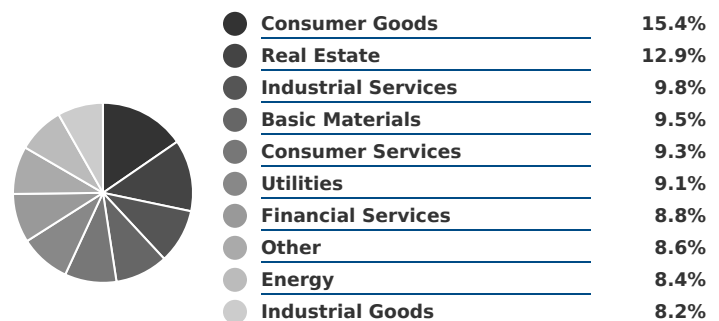 Consumer Goods 15.4%
Real Estate 12.9%
Industrial Services 9.8%
Basic Materials 9.5%
Consumer Services 9.3%
Utilities 9.1%
Financial Services 8.8%
Other 8.6%
Energy 8.4%
Industrial Goods 8.2%